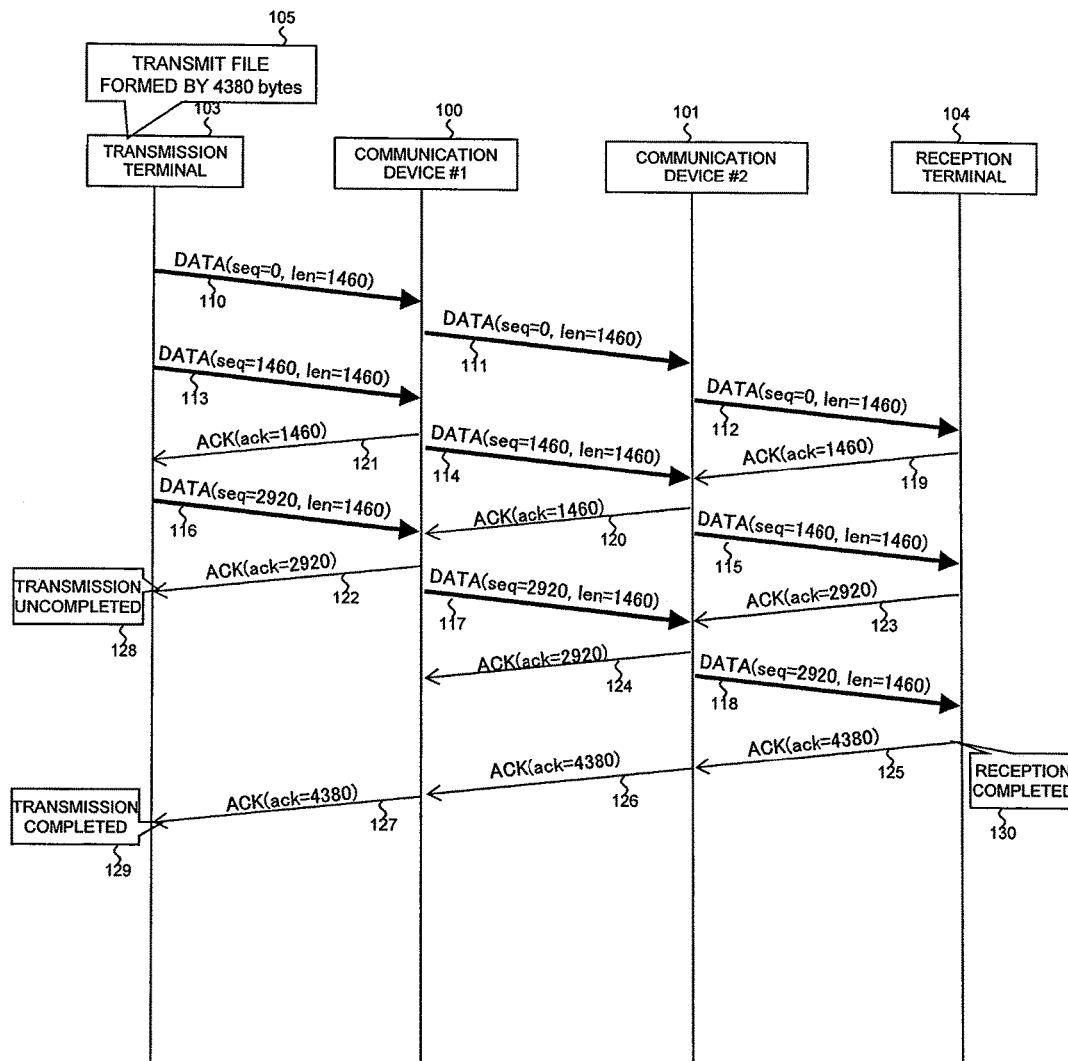 105
TRANSMIT FILE
FORMED BY 4380 bytes
103
TRANSMISSION
TERMINAL
100
COMMUNICATION
DEVICE #1
101
COMMUNICATION
DEVICE #2
104
RECEPTION
TERMINAL
DATA(seq=0, len=1460)
110
DATA(seq=0, len=1460)
111
DATA(seq=1460, len=1460)
113
DATA(seq=0, len=1460)
112
ACK(ack=1460)
121
DATA(seq=1460, len=1460)
114
ACK(ack=1460)
119
DATA(seq=2920, len=1460)
116
ACK(ack=1460)
120
DATA(seq=1460, len=1460)
115
TRANSMISSION
UNCOMPLETED
128
ACK(ack=2920)
122
DATA(seq=2920, len=1460)
117
ACK(ack=2920)
123
ACK(ack=2920)
124
DATA(seq=2920, len=1460)
118
ACK(ack=4380)
125
RECEPTION
COMPLETED
130
ACK(ack=4380)
126
ACK(ack=4380)
127
TRANSMISSION
COMPLETED
129